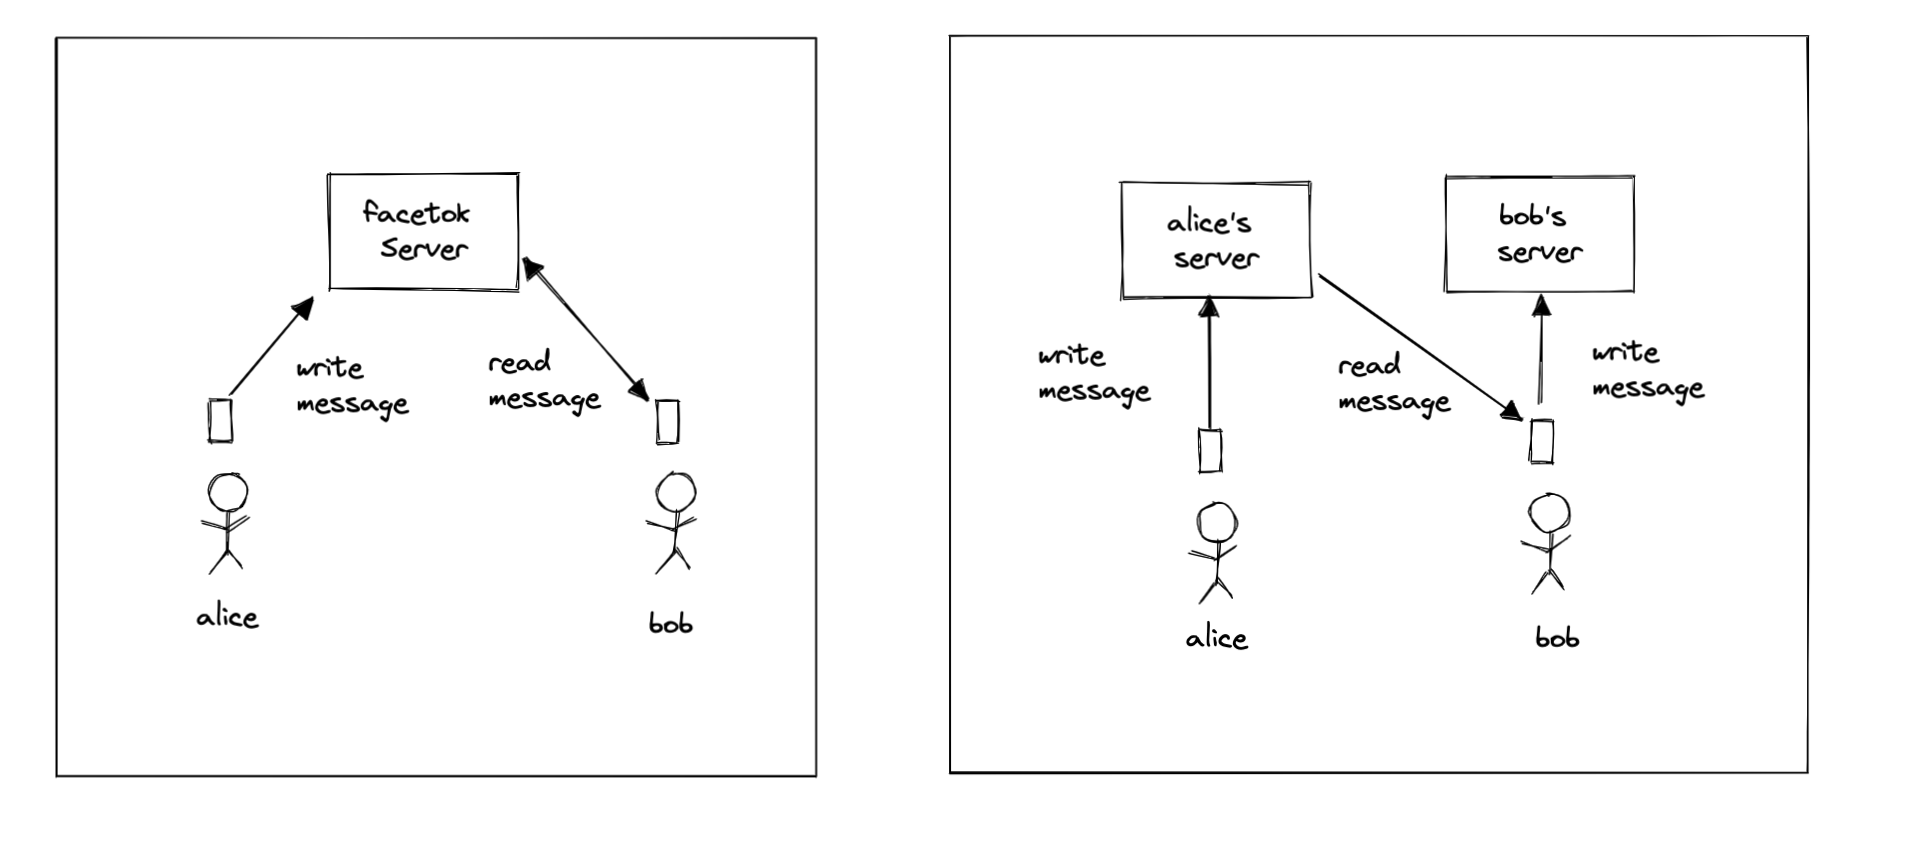 facetok
Server
write
message
read
message
alice
bob
alice's
server
bob's
server
write
message
read
message
write
message
alice
bob